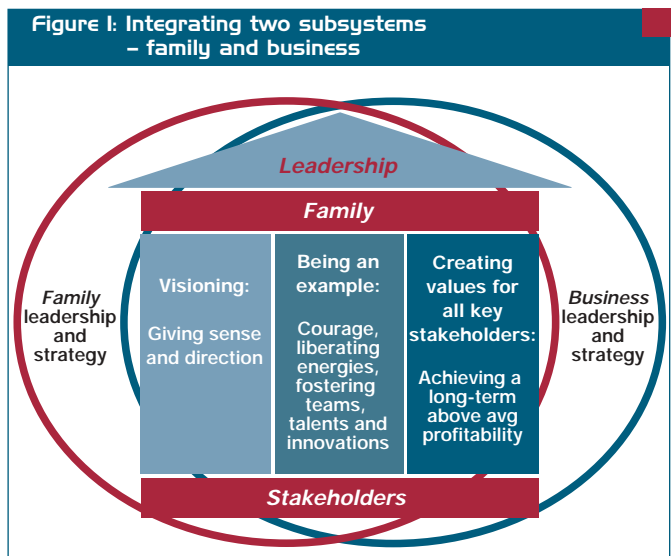 Figure 1: Integrating two subsystems
– family and business
Leadership
Family
Family
leadership
and
strategy
Visioning:
Giving sense
and direction
Being an
example:
Courage,
liberating
energies,
fostering
teams,
talents and
innovations
Creating
values for
all key
stakeholders:
Achieving a
long-term
above avg
profitability
Business
leadership
and
strategy
Stakeholders